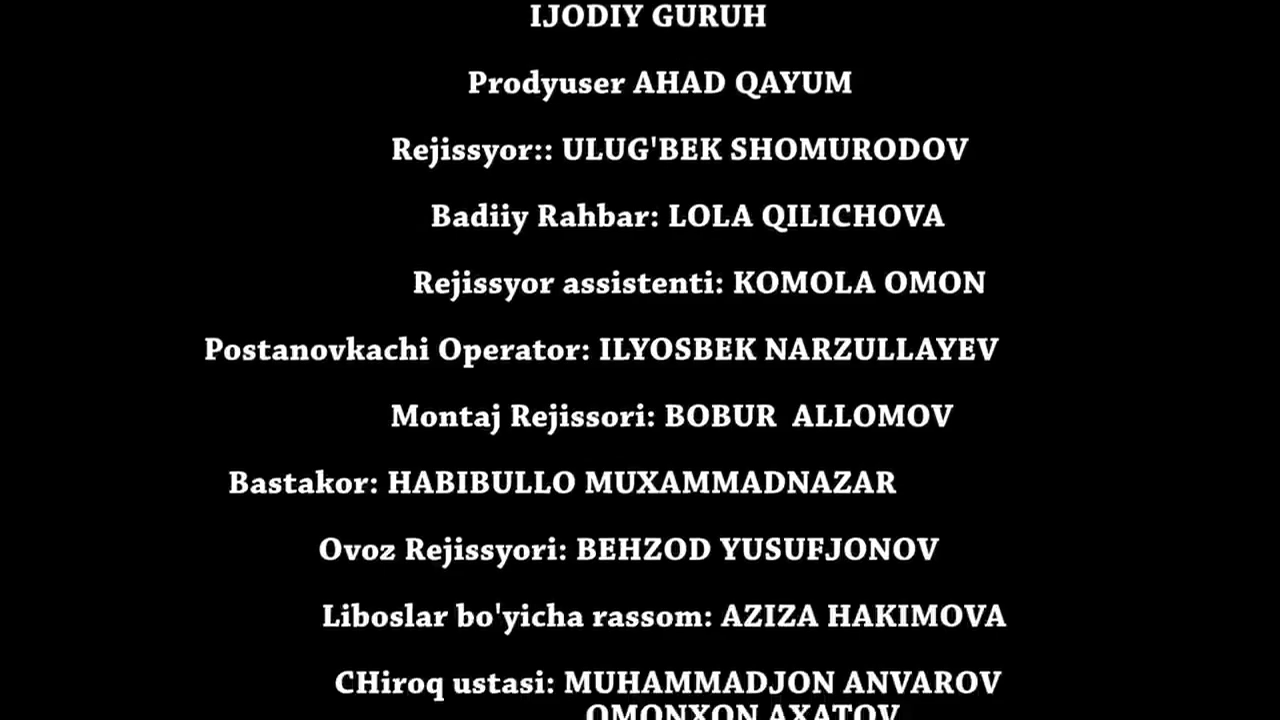 IJODIY GURUH
Prodyuser AHAD QAYUM
Rejissyor:: ULUG'BEK SHOMURODOV
Badiiy Rahbar: LOLA QILICHOVA
Rejissyor assistenti: KOMOLA OMON
Postanovkachi Operator: ILYOSBEK NARZULLAYEV
Montaj Rejissori: BOBUR  ALLOMOV
Bastakor: HABIBULLO MUXAMMADNAZAR
Ovoz Rejissyori: BEHZOD YUSUFJONOV
Liboslar bo'yicha rassom: AZIZA HAKIMOVA
CHiroq ustasi: MUHAMMADJON ANVAROV
OMONXON AXATOV